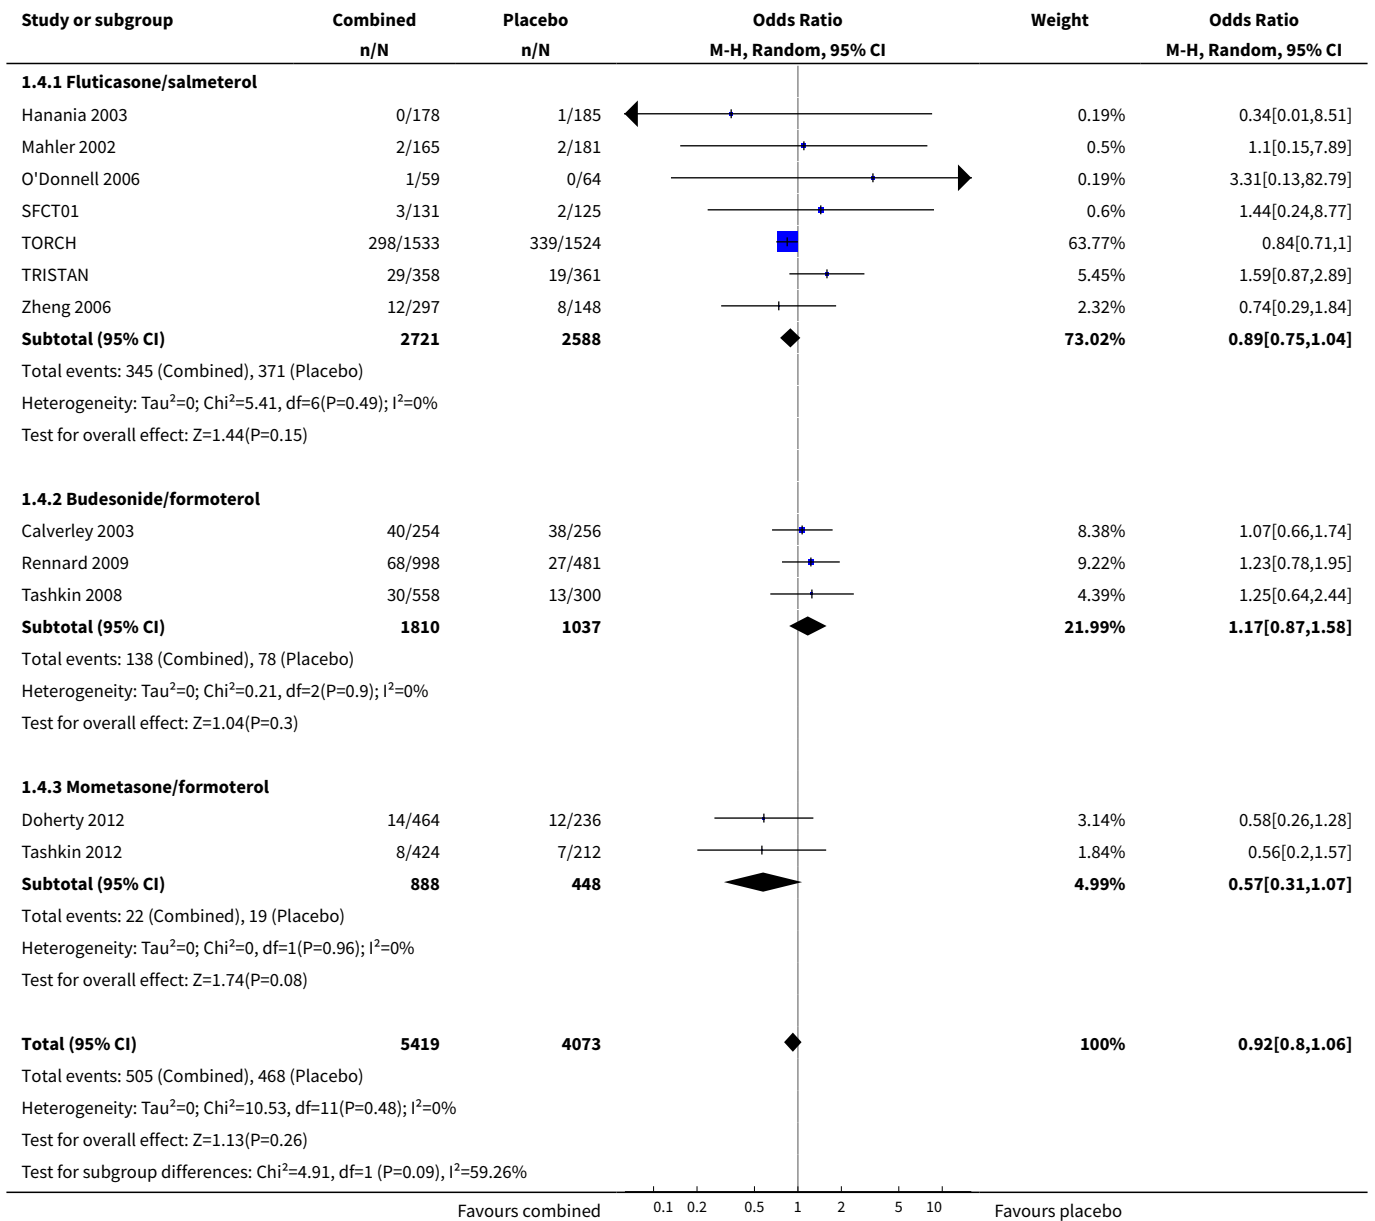 Study or subgroup Combined Placebo Odds Ratio Weight Odds Ratio
n/N n/N M-H, Random, 95% CI M-H, Random, 95% CI
1.4.1 Fluticasone/salmeterol
Hanania 2003 0/178 1/185 0.19% 0.34[0.01,8.51]
Mahler 2002 2/165 2/181 0.5% 1.1[0.15,7.89]
O'Donnell 2006 1/59 0/64 0.19% 3.31[0.13,82.79]
SFCT01 3/131 2/125 0.6% 1.44[0.24,8.77]
TORCH 298/1533 339/1524 63.77% 0.84[0.71,1]
TRISTAN 29/358 19/361 5.45% 1.59[0.87,2.89]
Zheng 2006 12/297 8/148 2.32% 0.74[0.29,1.84]
Subtotal (95% CI) 2721 2588 73.02% 0.89[0.75,1.04]
Total events: 345 (Combined), 371 (Placebo)
Heterogeneity: Tau²=0; Chi²=5.41, df=6(P=0.49); I²=0%
Test for overall effect: Z=1.44(P=0.15)
1.4.2 Budesonide/formoterol
Calverley 2003 40/254 38/256 8.38% 1.07[0.66,1.74]
Rennard 2009 68/998 27/481 9.22% 1.23[0.78,1.95]
Tashkin 2008 30/558 13/300 4.39% 1.25[0.64,2.44]
Subtotal (95% CI) 1810 1037 21.99% 1.17[0.87,1.58]
Total events: 138 (Combined), 78 (Placebo)
Heterogeneity: Tau²=0; Chi²=0.21, df=2(P=0.9); I²=0%
Test for overall effect: Z=1.04(P=0.3)
1.4.3 Mometasone/formoterol
Doherty 2012 14/464 12/236 3.14% 0.58[0.26,1.28]
Tashkin 2012 8/424 7/212 1.84% 0.56[0.2,1.57]
Subtotal (95% CI) 888 448 4.99% 0.57[0.31,1.07]
Total events: 22 (Combined), 19 (Placebo)
Heterogeneity: Tau²=0; Chi²=0, df=1(P=0.96); I²=0%
Test for overall effect: Z=1.74(P=0.08)
Total (95% CI) 5419 4073 100% 0.92[0.8,1.06]
Total events: 505 (Combined), 468 (Placebo)
Heterogeneity: Tau²=0; Chi²=10.53, df=11(P=0.48); I²=0%
Test for overall effect: Z=1.13(P=0.26)
Test for subgroup differences: Chi²=4.91, df=1 (P=0.09), I²=59.26%
Favours combined 0.1 0.2 0.5 1 2 5 10 Favours placebo